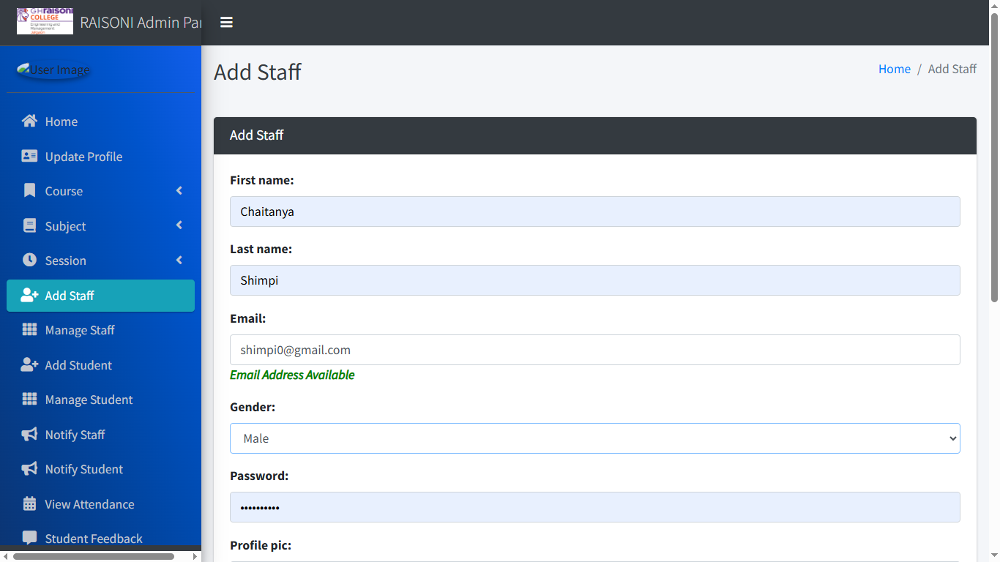 GHraisoni
COLLEGE
Engineering and
Management
Jalgaon
RAISONI Admin Pan
User Image
Home
Update Profile
Course
Subject
Session
Add Staff
Manage Staff
Add Student
Manage Student
Notify Staff
Notify Student
View Attendance
Student Feedback
Add Staff
Home / Add Staff
Add Staff
First name:
Chaitanya
Last name:
Shimpi
Email:
shimpi0@gmail.com
Email Address Available
Gender:
Male
Password:
••••••••••
Profile pic: